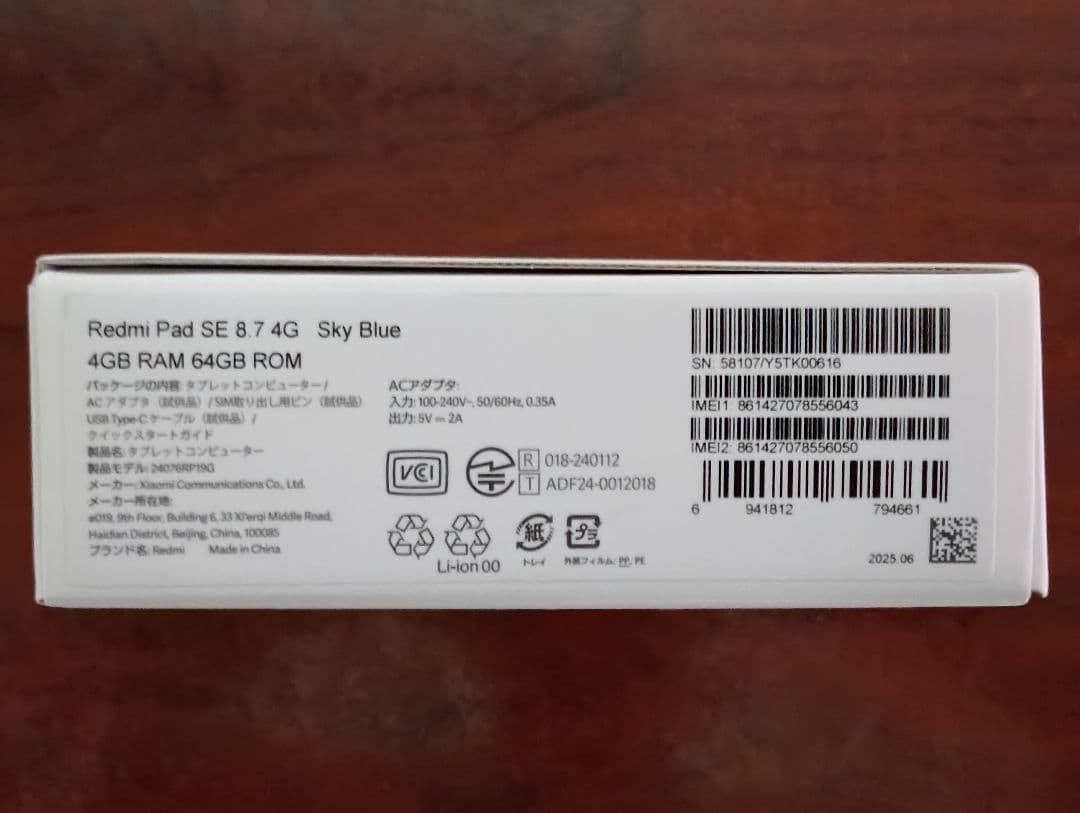 Redmi Pad SE 8.7 4G Sky Blue
4GB RAM 64GB ROM
パッケージの内容: タブレットコンピューター /
ACアダプタ（試供品）/ SIM取り出し用ピン（試供品）
USB Type-Cケーブル（試供品）/
クイックスタートガイド
製品名: タブレットコンピューター
製品モデル: 24076RP19G
メーカー: Xiaomi Communications Co., Ltd.
メーカー所在地:
#019, 9th Floor, Building 6, 33 Xi'erqi Middle Road,
Haidian District, Beijing, China, 100085
ブランド名: Redmi Made in China
ACアダプタ:
入力: 100-240V~, 50/60Hz, 0.35A
出力: 5V⎓2A
VCCI
R 018-240112
T ADF24-0012018
Li-ion 00
紙
トレイ
プラ
外装フィルム: PP, PE
SN: 58107/Y5TK00616
IMEI1: 861427078556043
IMEI2: 861427078556050
6 941812 794661
2025.06